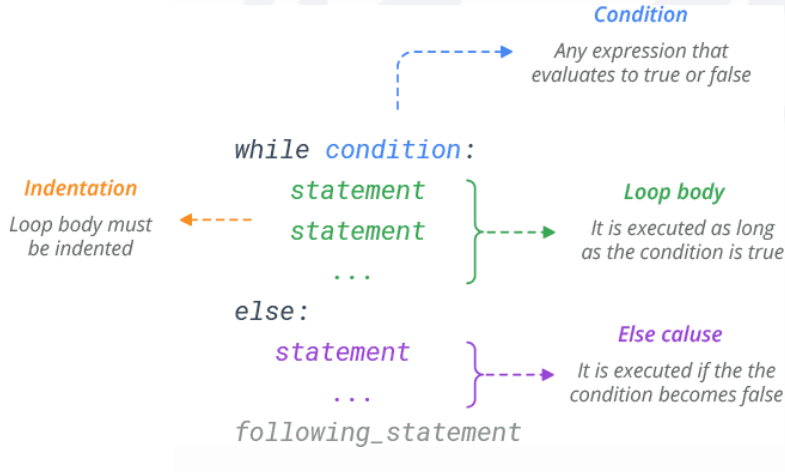 Condition
Any expression that
evaluates to true or false
while condition:
Indentation
Loop body must
be indented
statement
statement
...
Loop body
It is executed as long
as the condition is true
else:
statement
...
Else caluse
It is executed if the the
condition becomes false
following_statement